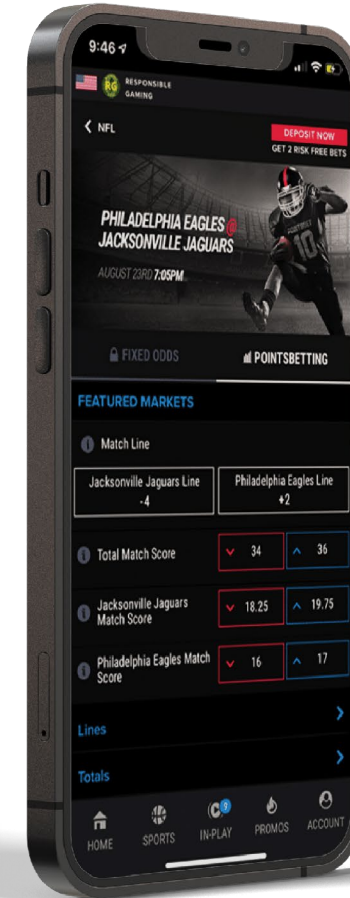 9:46
RG RESPONSIBLE
GAMING
NFL
DEPOSIT NOW
GET 2 RISK FREE BETS
PHILADELPHIA EAGLES @
JACKSONVILLE JAGUARS
AUGUST 23RD 7:05PM
10
FIXED ODDS
POINTSBETTING
FEATURED MARKETS
Match Line
Jacksonville Jaguars Line
-4
Philadelphia Eagles Line
+2
Total Match Score 34 36
Jacksonville Jaguars
Match Score 18.25 19.75
Philadelphia Eagles Match
Score 16 17
Lines
Totals
9
HOME SPORTS IN-PLAY PROMOS ACCOUNT